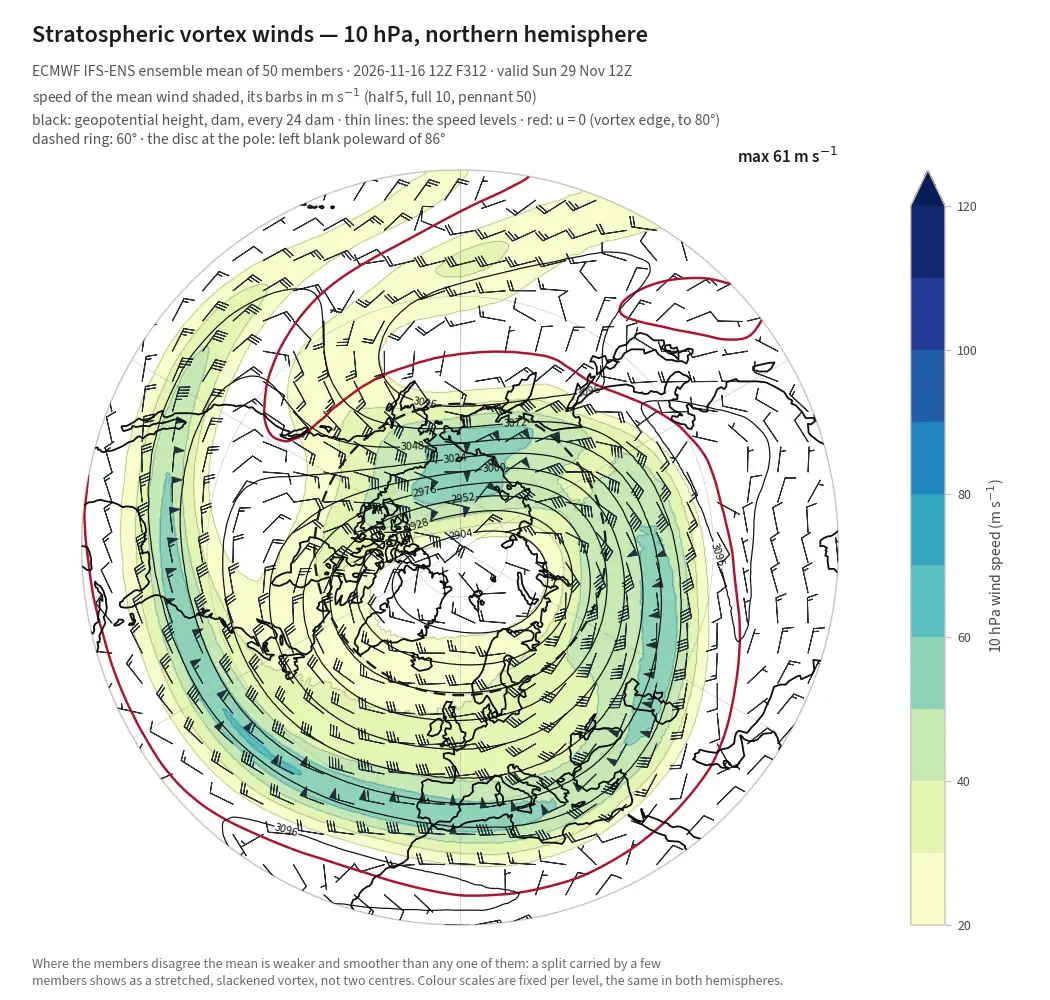 Stratospheric vortex winds — 10 hPa, northern hemisphere
ECMWF IFS-ENS ensemble mean of 50 members · 2026-11-16 12Z F312 · valid Sun 29 Nov 12Z
speed of the mean wind shaded, its barbs in m s⁻¹ (half 5, full 10, pennant 50)
black: geopotential height, dam, every 24 dam · thin lines: the speed levels · red: u = 0 (vortex edge, to 80°)
dashed ring: 60° · the disc at the pole: left blank poleward of 86°
max 61 m s⁻¹
120
100
80
60
40
20
10 hPa wind speed (m s⁻¹)
3096
3072
3048
3024
3000
2976
2952
2928
2904
3096
3096
Where the members disagree the mean is weaker and smoother than any one of them: a split carried by a few
members shows as a stretched, slackened vortex, not two centres. Colour scales are fixed per level, the same in both hemispheres.